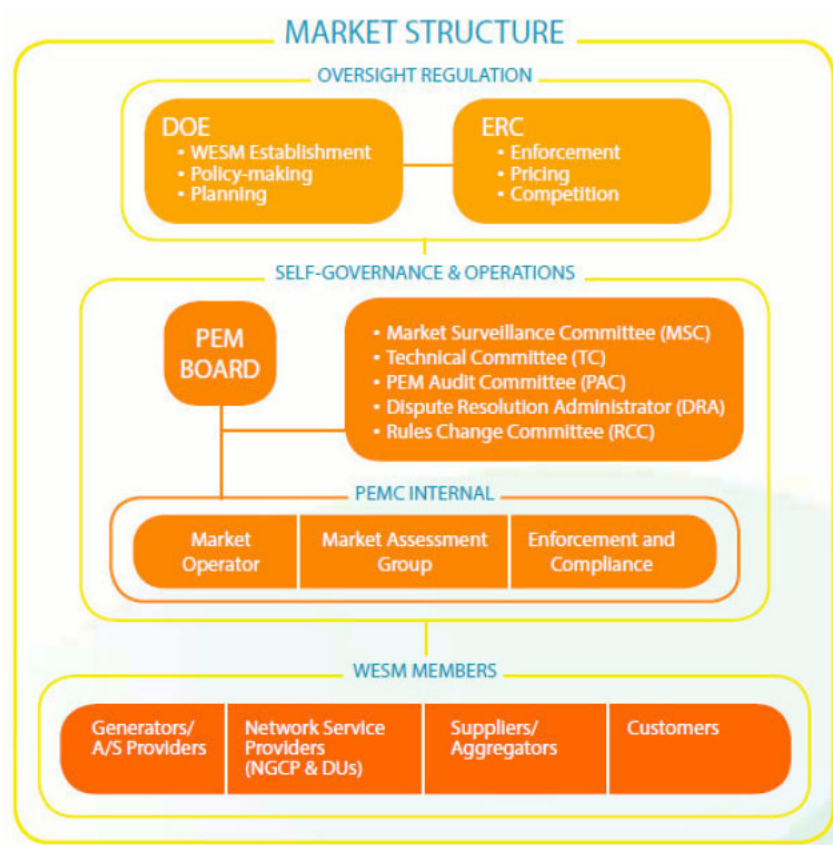 MARKET STRUCTURE
OVERSIGHT REGULATION
DOE
• WESM Establishment
• Policy-making
• Planning
ERC
• Enforcement
• Pricing
• Competition
SELF-GOVERNANCE & OPERATIONS
PEM
BOARD
• Market Surveillance Committee (MSC)
• Technical Committee (TC)
• PEM Audit Committee (PAC)
• Dispute Resolution Administrator (DRA)
• Rules Change Committee (RCC)
PEMC INTERNAL
Market
Operator
Market Assessment
Group
Enforcement and
Compliance
WESM MEMBERS
Generators/
A/S Providers
Network Service
Providers
(NGCP & DUs)
Suppliers/
Aggregators
Customers